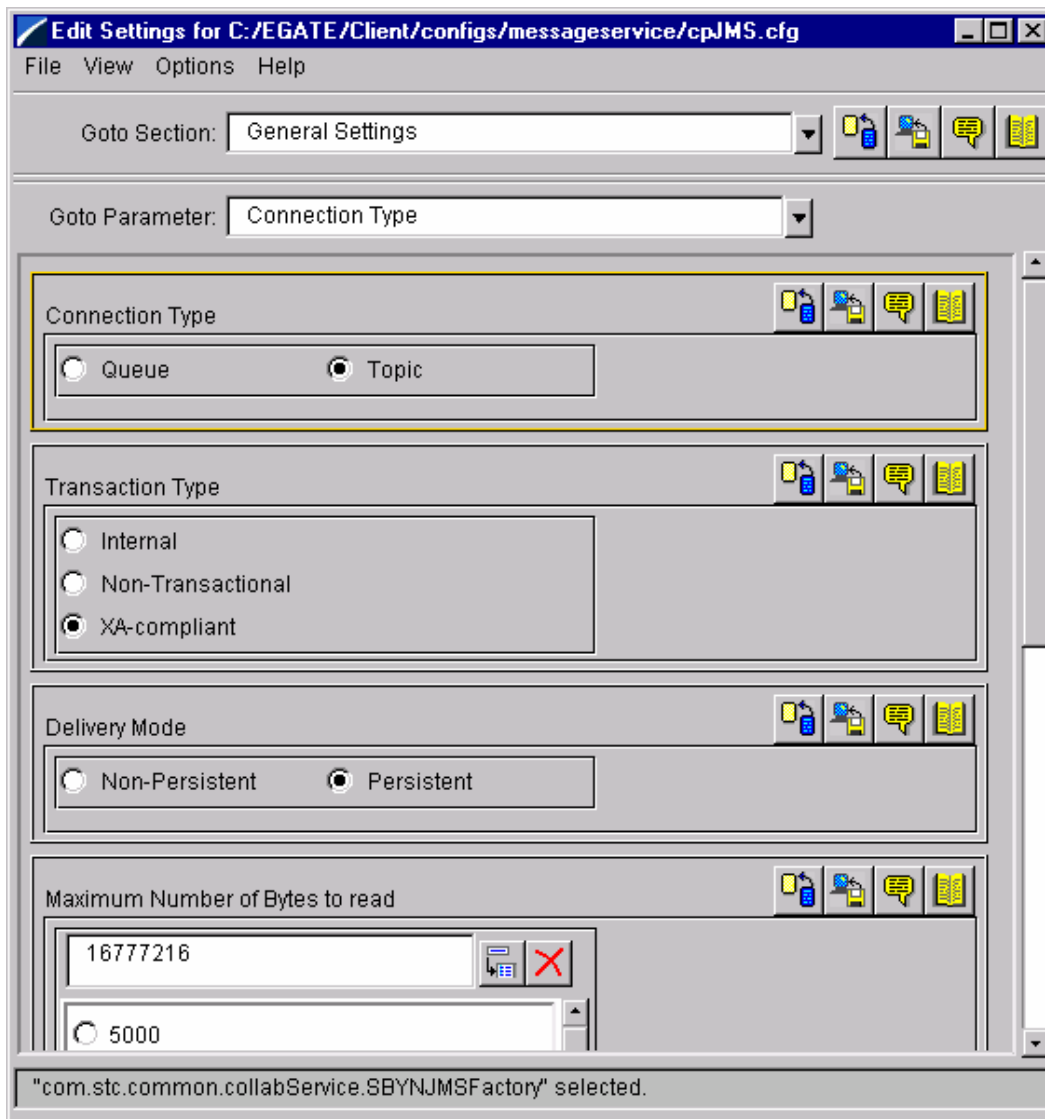 Edit Settings for C:/EGATE/Client/configs/messageservice/cpJMS.cfg
File View Options Help
Goto Section: General Settings
Goto Parameter: Connection Type
Connection Type
Queue Topic
Transaction Type
Internal
Non-Transactional
XA-compliant
Delivery Mode
Non-Persistent Persistent
Maximum Number of Bytes to read
16777216
5000
"com.stc.common.collabService.SBYNJMSFactory" selected.